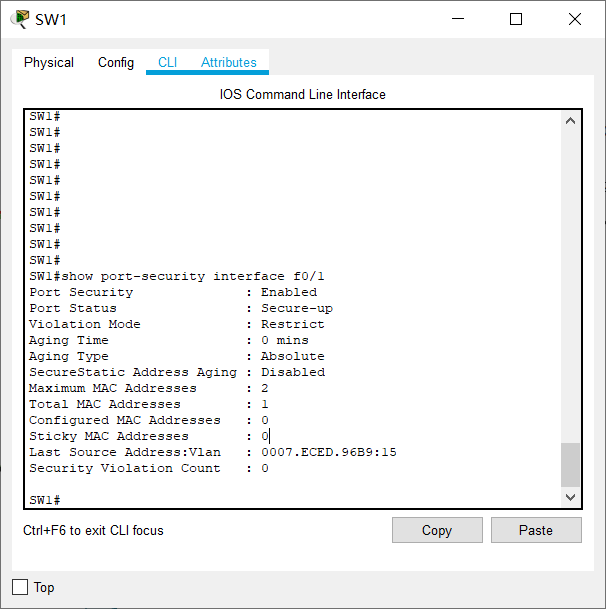 SW1
Physical Config CLI Attributes
IOS Command Line Interface
SW1#
SW1#
SW1#
SW1#
SW1#
SW1#
SW1#
SW1#
SW1#
SW1#
SW1#show port-security interface f0/1
Port Security              : Enabled
Port Status                : Secure-up
Violation Mode             : Restrict
Aging Time                 : 0 mins
Aging Type                 : Absolute
SecureStatic Address Aging : Disabled
Maximum MAC Addresses      : 2
Total MAC Addresses        : 1
Configured MAC Addresses   : 0
Sticky MAC Addresses       : 0
Last Source Address:Vlan   : 0007.ECED.96B9:15
Security Violation Count   : 0
SW1#
Ctrl+F6 to exit CLI focus Copy Paste
Top